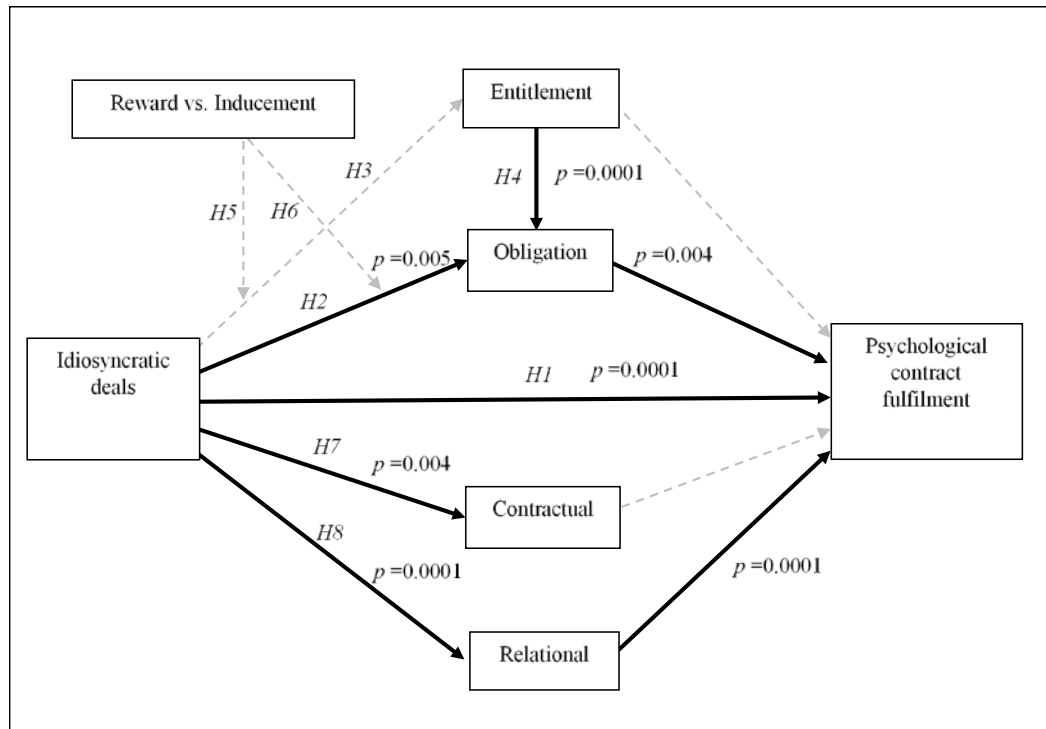 Entitlement
Reward vs. Inducement
H3
H4
p =0.0001
H5
H6
Obligation
p =0.005
p =0.004
H2
Idiosyncratic
deals
Psychological
contract
fulfilment
H1
p =0.0001
H7
p =0.004
Contractual
H8
p =0.0001
p =0.0001
Relational